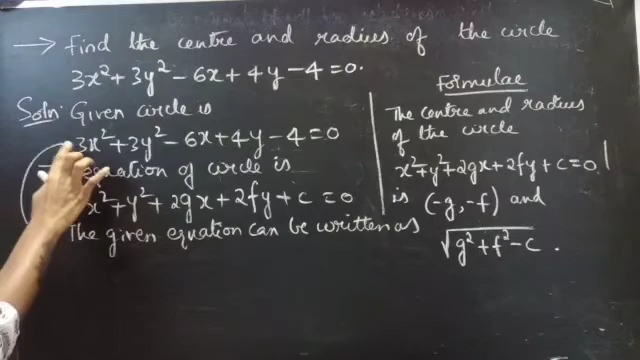 → Find the centre and radius of the circle
3x² + 3y² - 6x + 4y - 4 = 0.
Soln: Given circle is
3x² + 3y² - 6x + 4y - 4 = 0
equation of circle is
x² + y² + 2gx + 2fy + c = 0
The given equation can be written as
Formulae
The centre and radius
of the circle
x² + y² + 2gx + 2fy + c = 0
is (-g, -f) and
√g² + f² - c .